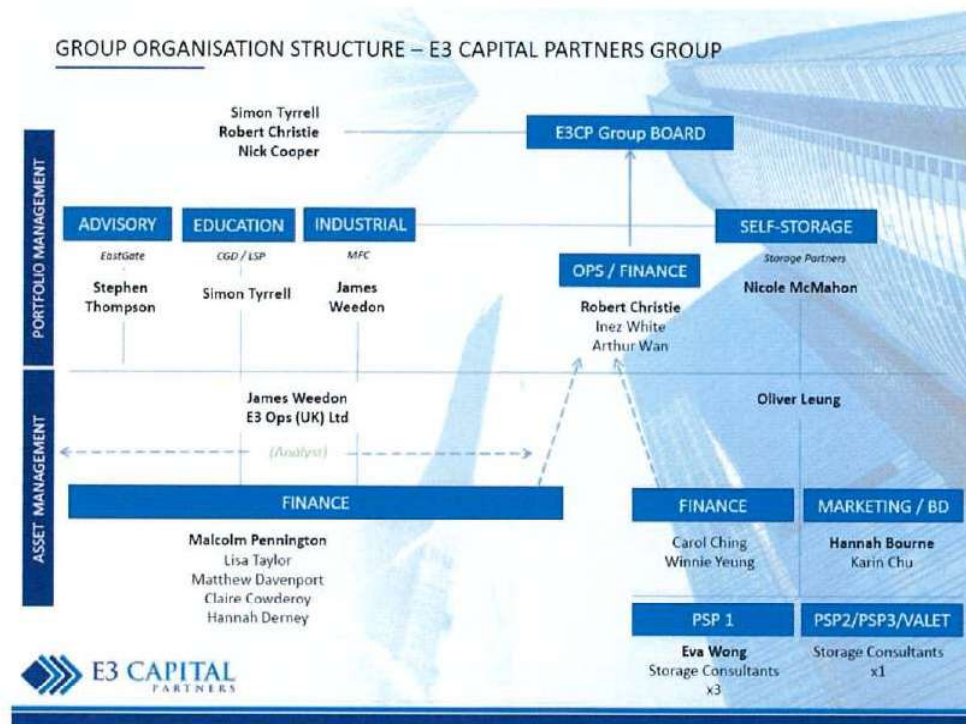 GROUP ORGANISATION STRUCTURE – E3 CAPITAL PARTNERS GROUP
PORTFOLIO MANAGEMENT
Simon Tyrrell
Robert Christie
Nick Cooper
E3CP Group BOARD
ADVISORY
EastGate
Stephen
Thompson
EDUCATION
CGD / LSP
Simon Tyrrell
INDUSTRIAL
MFC
James
Weedon
OPS / FINANCE
Robert Christie
Inez White
Arthur Wan
SELF-STORAGE
Storage Partners
Nicole McMahon
ASSET MANAGEMENT
James Weedon
E3 Ops (UK) Ltd
(Analyst)
Oliver Leung
FINANCE
Malcolm Pennington
Lisa Taylor
Matthew Davenport
Claire Cowderoy
Hannah Derney
FINANCE
Carol Ching
Winnie Yeung
MARKETING / BD
Hannah Bourne
Karin Chu
PSP 1
Eva Wong
Storage Consultants
x3
PSP2/PSP3/VALET
Storage Consultants
x1
E3 CAPITAL
PARTNERS